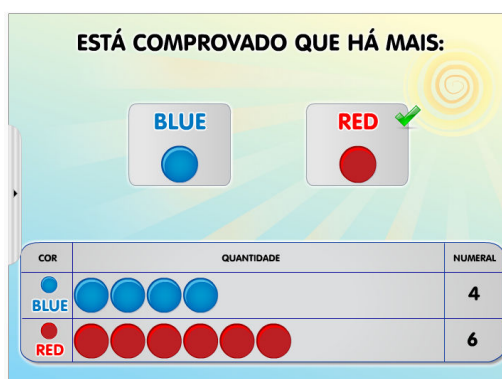 ESTÁ COMPROVADO QUE HÁ MAIS:
BLUE RED
COR QUANTIDADE NUMERAL
BLUE 4
RED 6